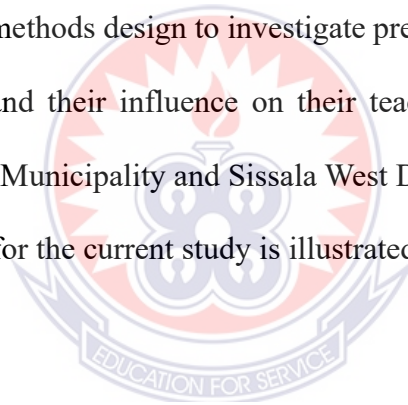 methods design to investigate pre
and their influence on their tea
Municipality and Sissala West D
for the current study is illustrated
EDUCATION FOR SERVICE